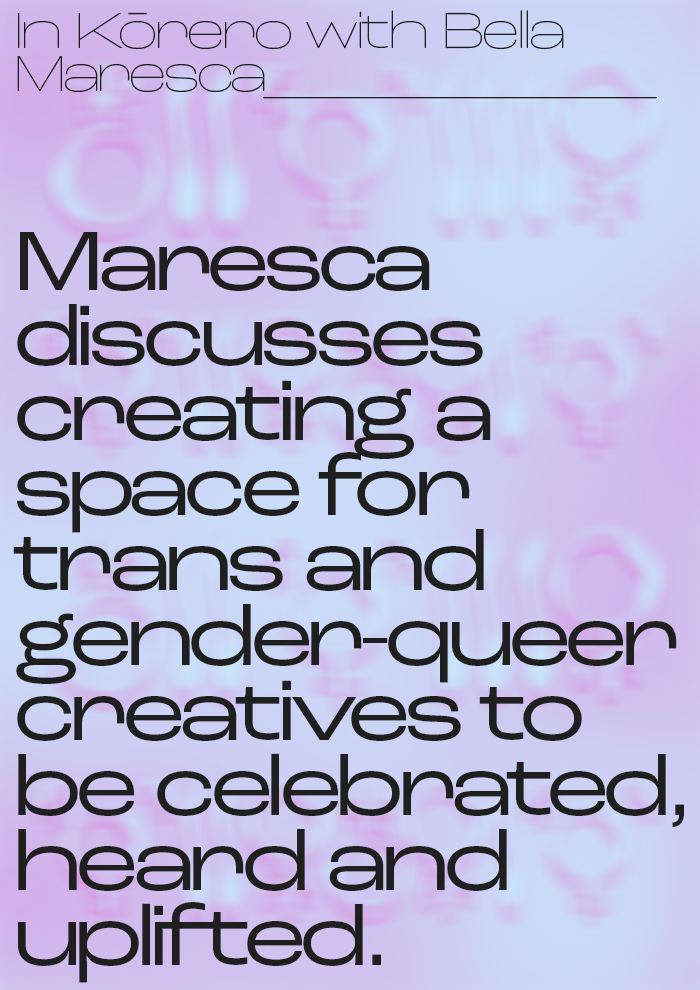 In Kōrero with Bella
Maresca
Maresca
discusses
creating a
space for
trans and
gender-queer
creatives to
be celebrated,
heard and
uplifted.